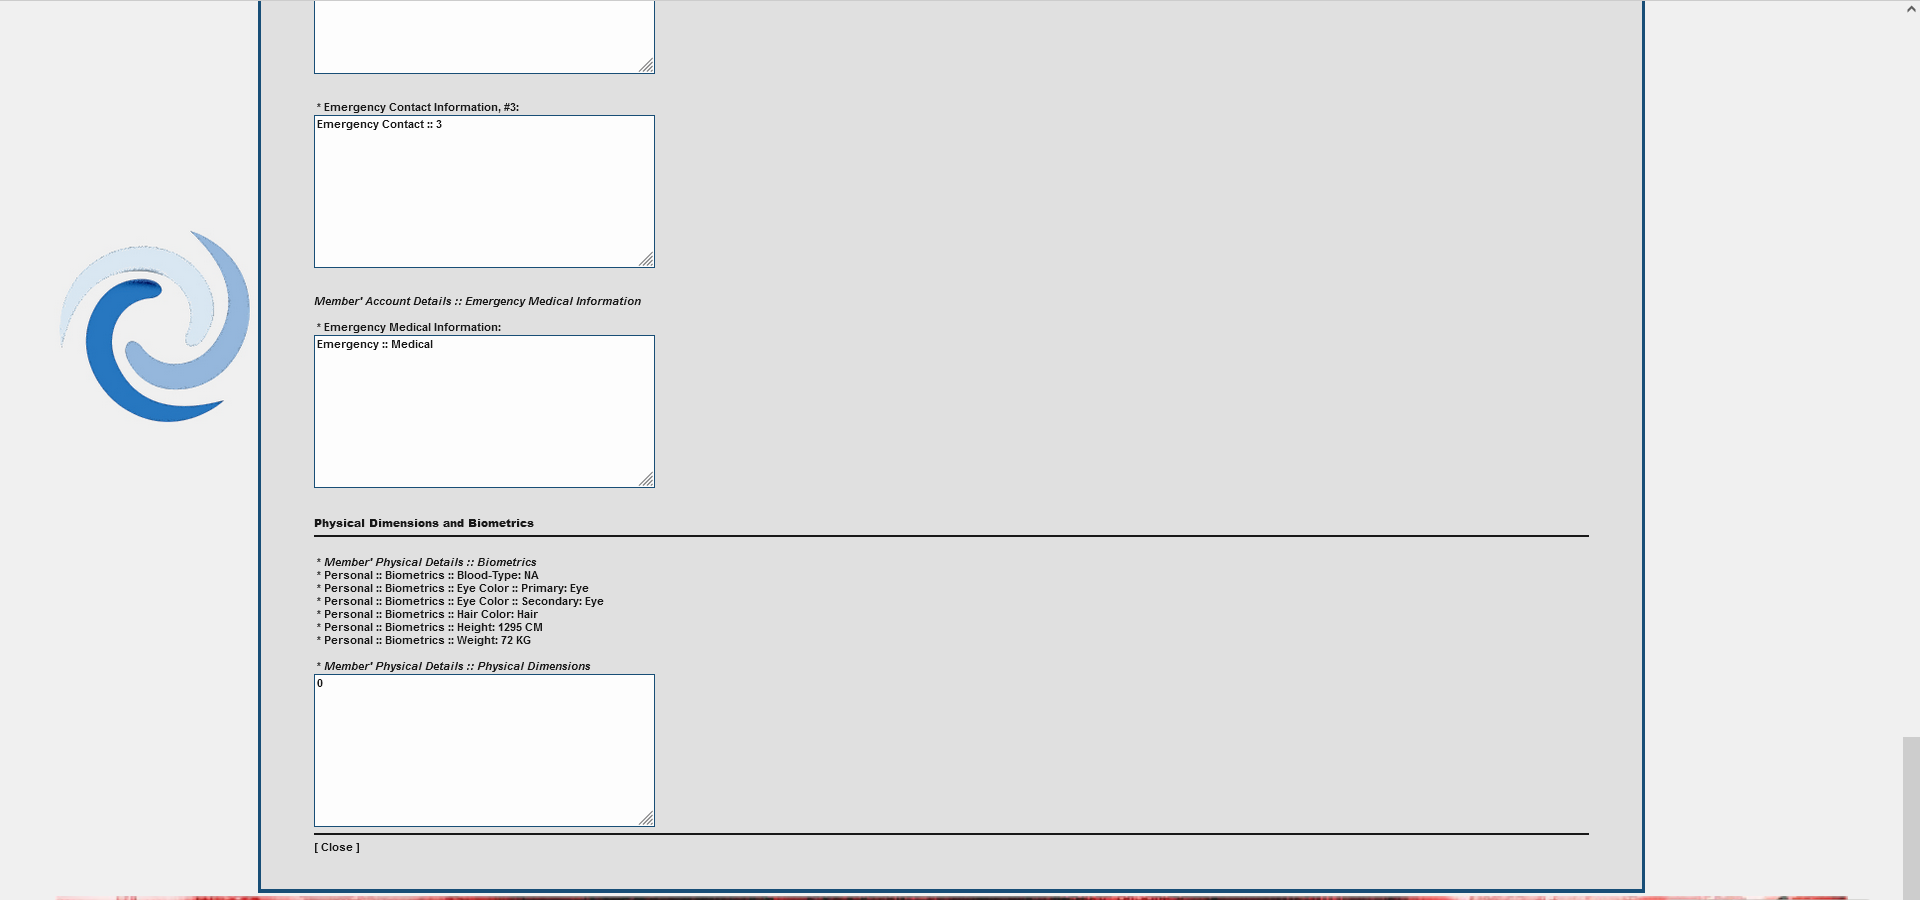 * Emergency Contact Information, #3:
Emergency Contact :: 3
Member' Account Details :: Emergency Medical Information
* Emergency Medical Information:
Emergency :: Medical
Physical Dimensions and Biometrics
* Member' Physical Details :: Biometrics
* Personal :: Biometrics :: Blood-Type: NA
* Personal :: Biometrics :: Eye Color :: Primary: Eye
* Personal :: Biometrics :: Eye Color :: Secondary: Eye
* Personal :: Biometrics :: Hair Color: Hair
* Personal :: Biometrics :: Height: 1295 CM
* Personal :: Biometrics :: Weight: 72 KG
* Member' Physical Details :: Physical Dimensions
0
[ Close ]